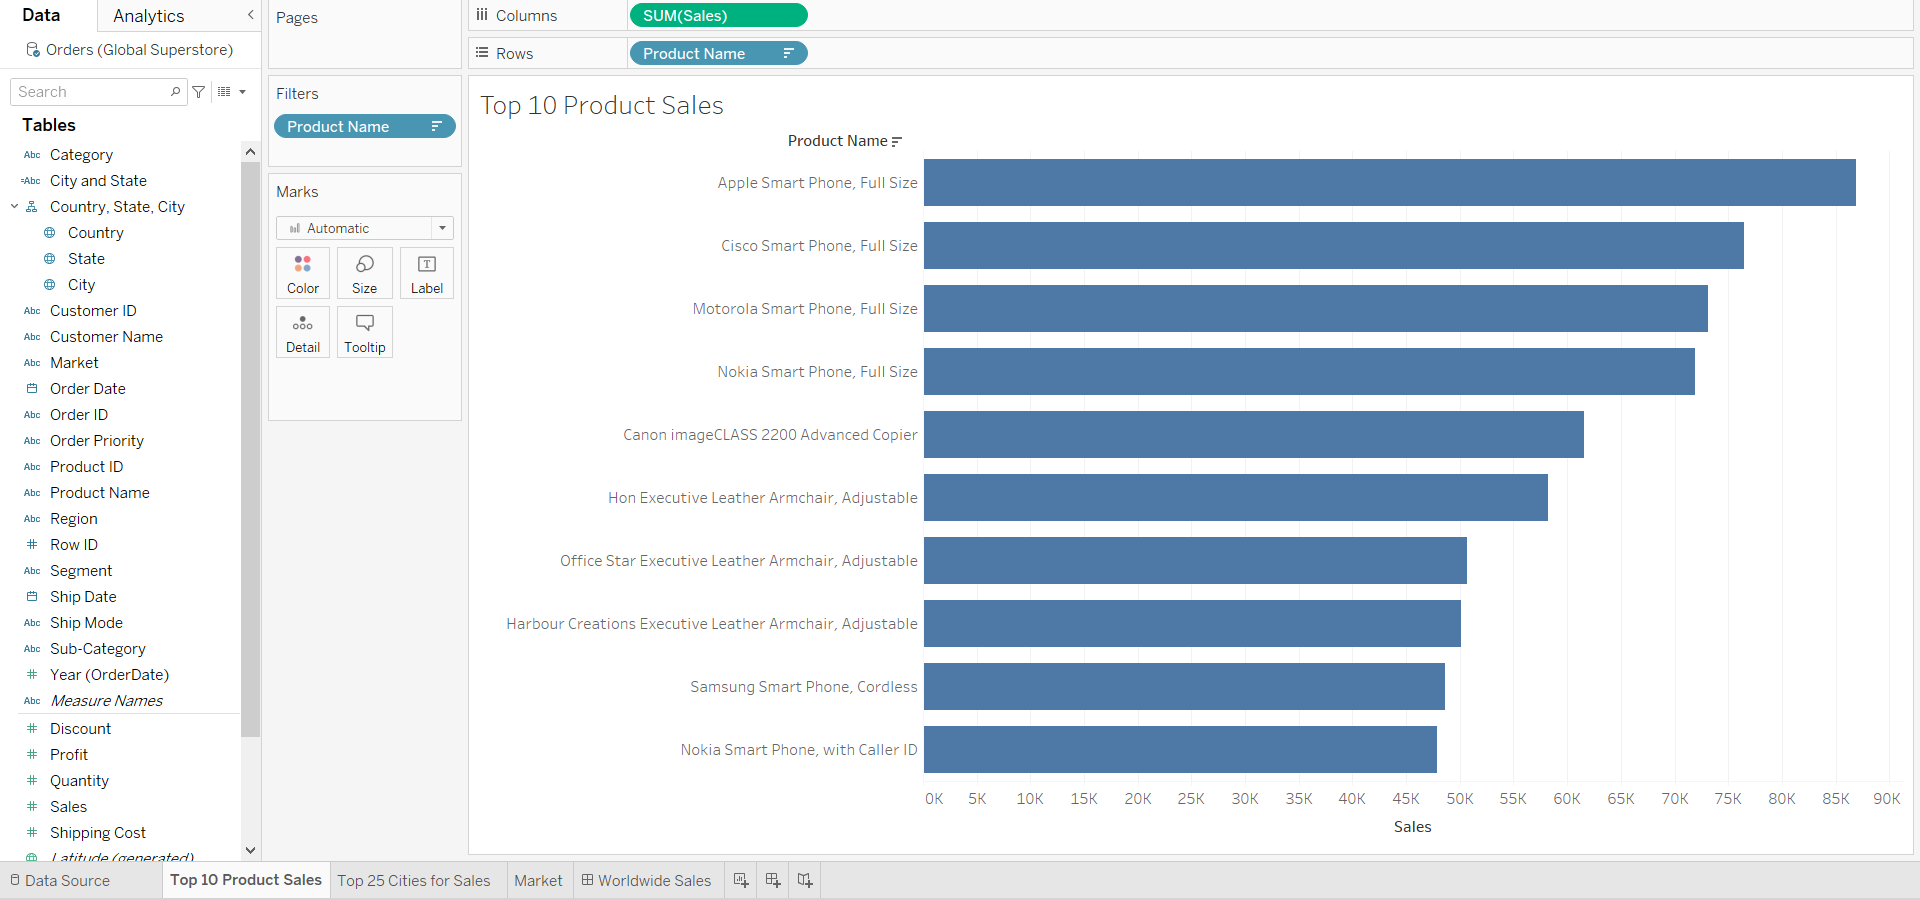 Data
Analytics
Orders (Global Superstore)
Search
Tables
Abc Category
=Abc City and State
Country, State, City
Country
State
City
Abc Customer ID
Abc Customer Name
Abc Market
Order Date
Abc Order ID
Abc Order Priority
Abc Product ID
Abc Product Name
Abc Region
# Row ID
Abc Segment
Ship Date
Abc Ship Mode
Abc Sub-Category
# Year (OrderDate)
Abc Measure Names
# Discount
# Profit
# Quantity
# Sales
# Shipping Cost
Latitude (generated)
Pages
Filters
Product Name
Marks
Automatic
Color
Size
T
Label
Detail
Tooltip
Columns
SUM(Sales)
Rows
Product Name
Top 10 Product Sales
Product Name
Apple Smart Phone, Full Size
Cisco Smart Phone, Full Size
Motorola Smart Phone, Full Size
Nokia Smart Phone, Full Size
Canon imageCLASS 2200 Advanced Copier
Hon Executive Leather Armchair, Adjustable
Office Star Executive Leather Armchair, Adjustable
Harbour Creations Executive Leather Armchair, Adjustable
Samsung Smart Phone, Cordless
Nokia Smart Phone, with Caller ID
0K 5K 10K 15K 20K 25K 30K 35K 40K 45K 50K 55K 60K 65K 70K 75K 80K 85K 90K
Sales
Data Source
Top 10 Product Sales
Top 25 Cities for Sales
Market
Worldwide Sales